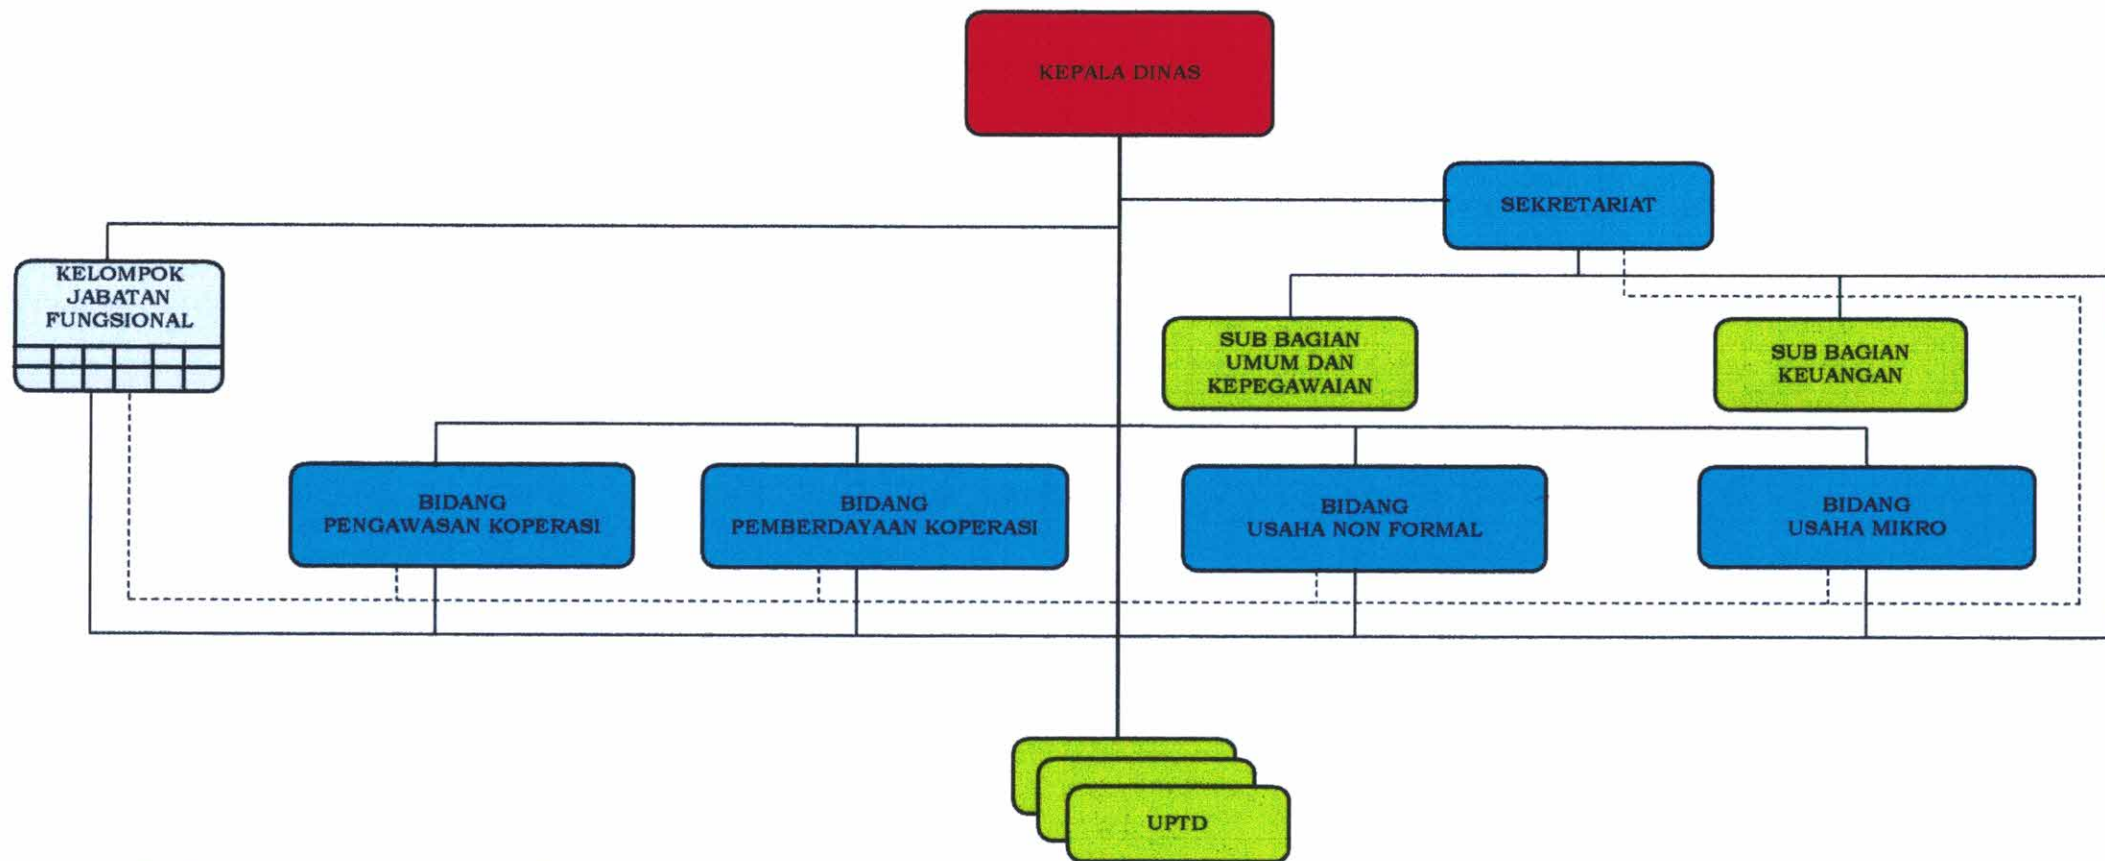 KEPALA DINAS
SEKRETARIAT
KELOMPOK
JABATAN
FUNGSIONAL
SUB BAGIAN
UMUM DAN
KEPEGAWAIAN
SUB BAGIAN
KEUANGAN
BIDANG
PENGAWASAN KOPERASI
BIDANG
PEMBERDAYAAN KOPERASI
BIDANG
USAHA NON FORMAL
BIDANG
USAHA MIKRO
UPTD